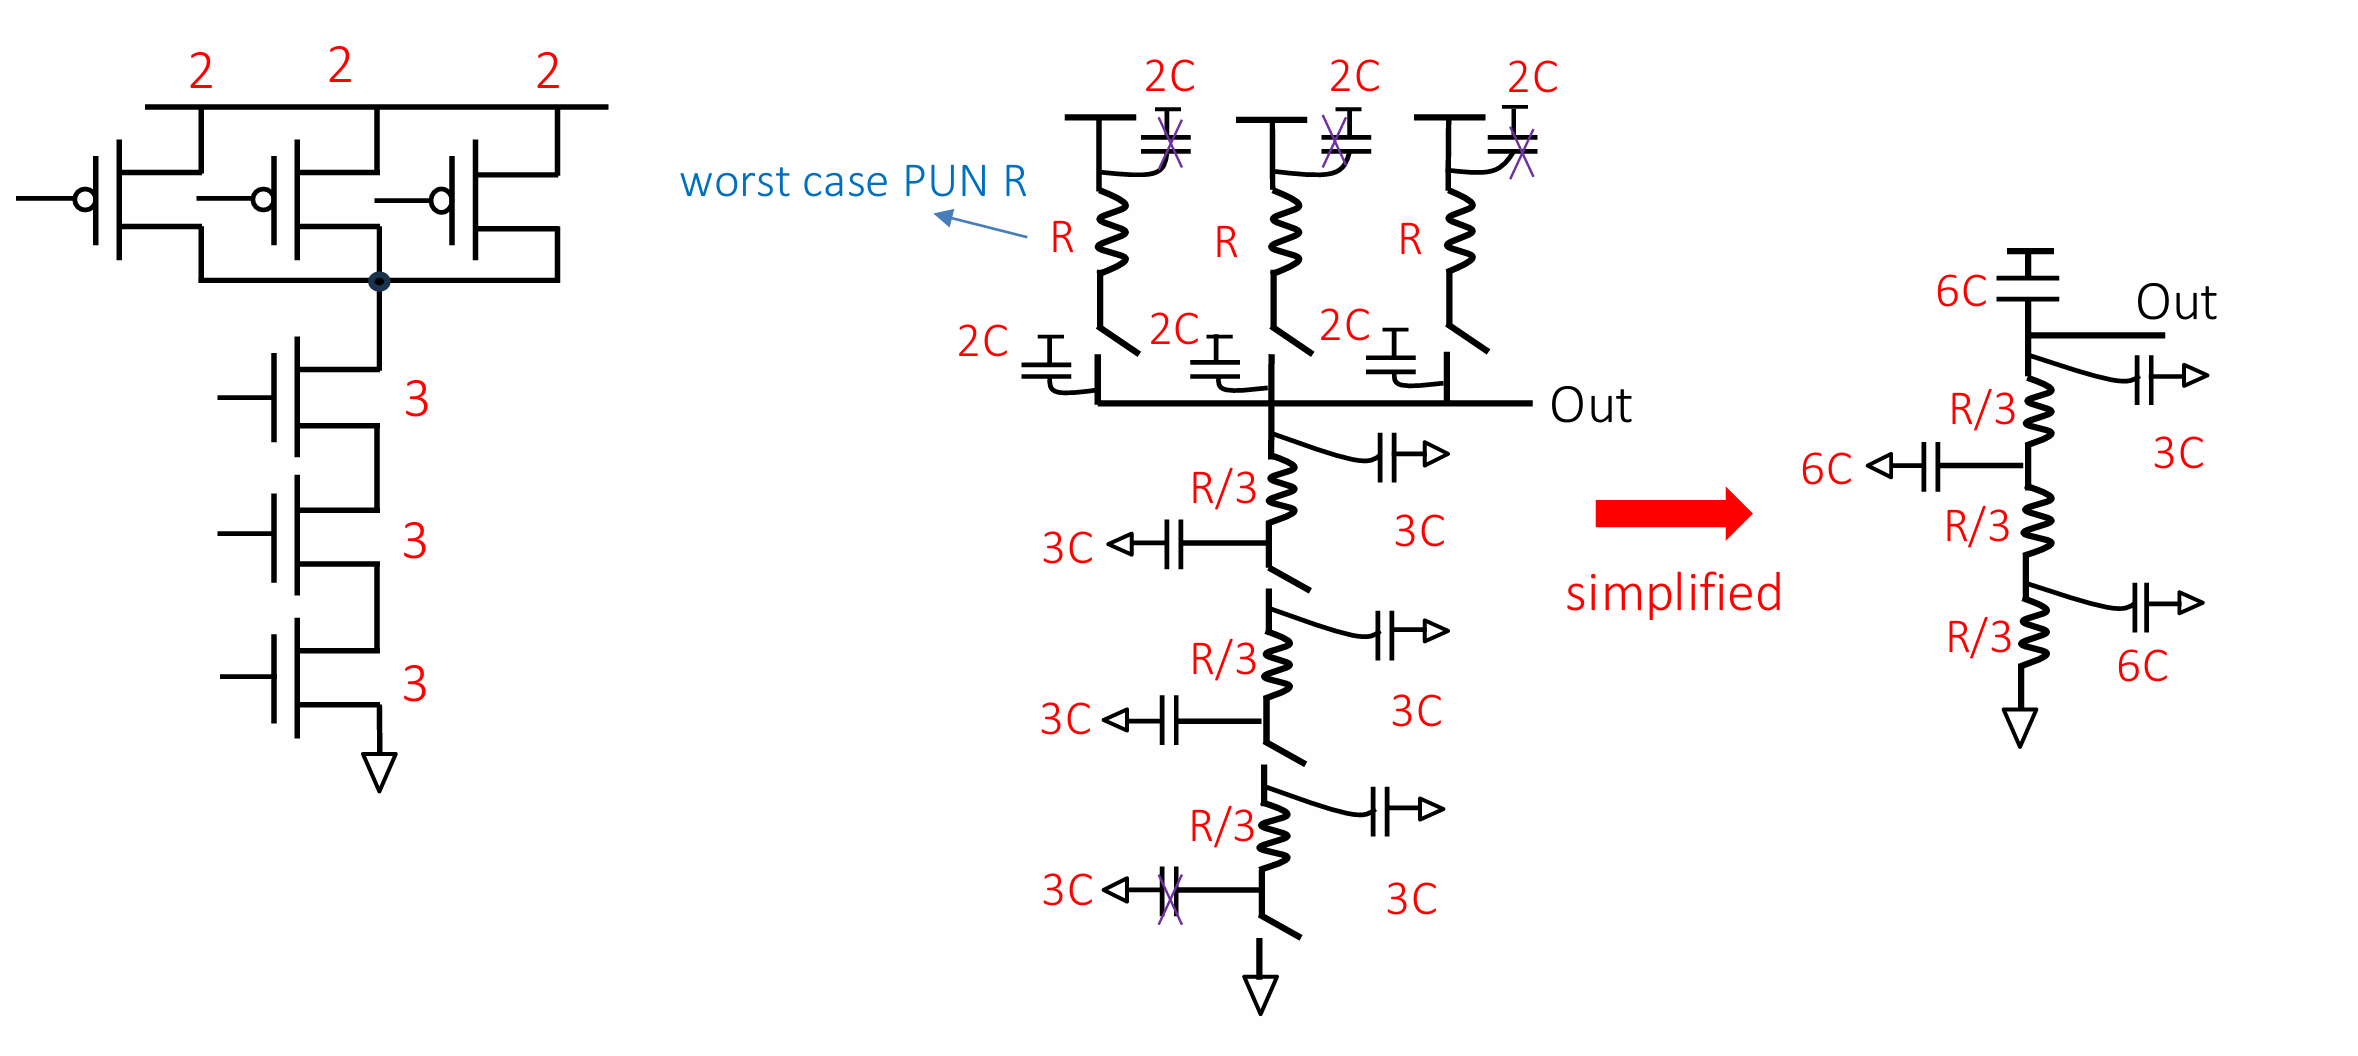 2 2 2
3
3
3
worst case PUN R
2C 2C 2C
R R R
2C 2C 2C
Out
R/3
3C 3C
R/3
3C 3C
R/3
3C 3C
simplified
6C
Out
R/3
3C
6C
R/3
R/3
6C